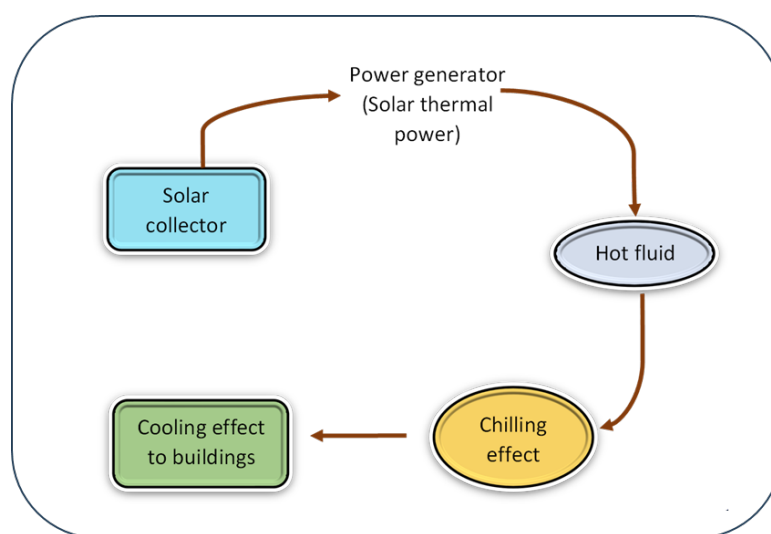 Power generator
(Solar thermal
power)
Solar
collector
Hot fluid
Chilling
effect
Cooling effect
to buildings